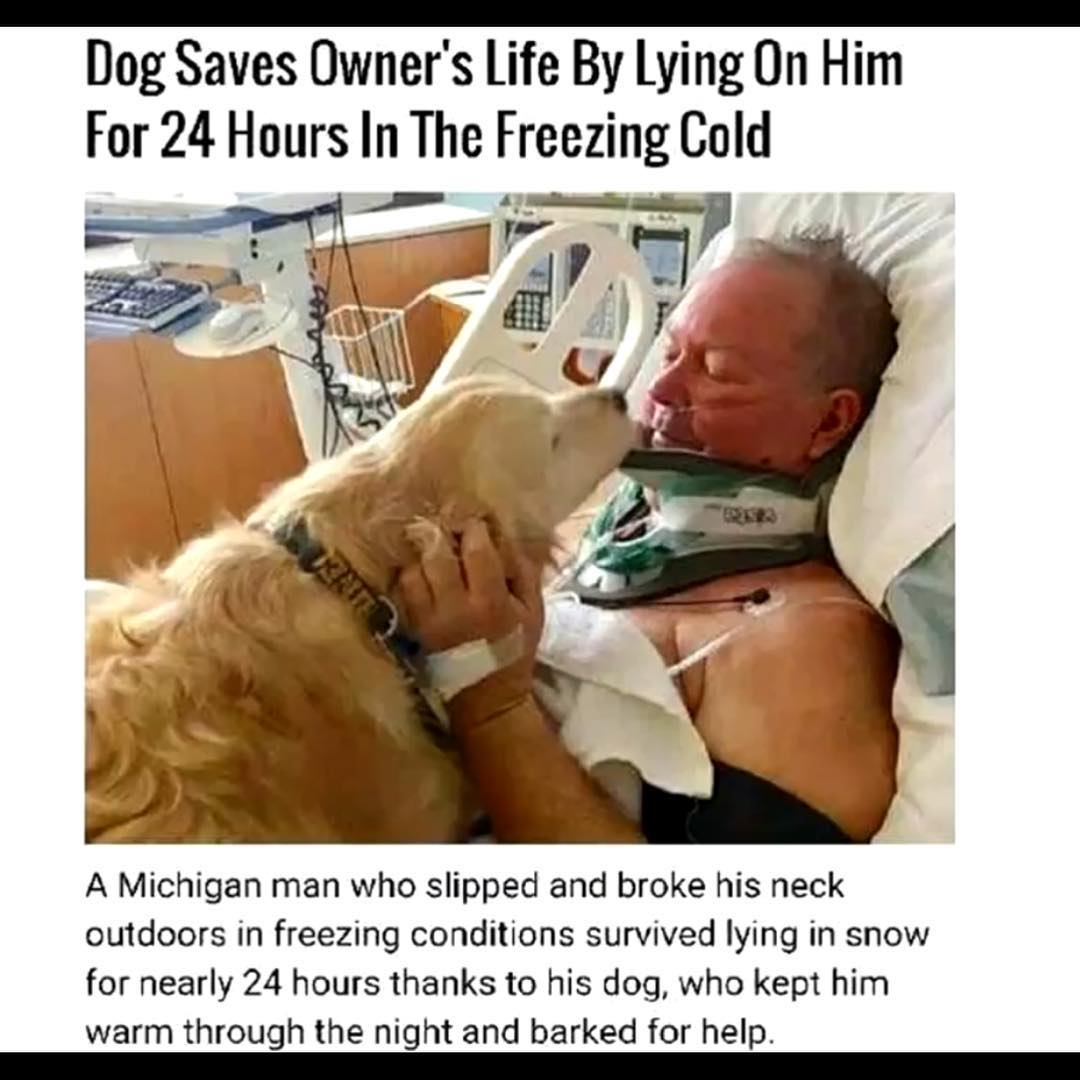 Dog Saves Owner's Life By Lying On Him
For 24 Hours In The Freezing Cold
A Michigan man who slipped and broke his neck
outdoors in freezing conditions survived lying in snow
for nearly 24 hours thanks to his dog, who kept him
warm through the night and barked for help.